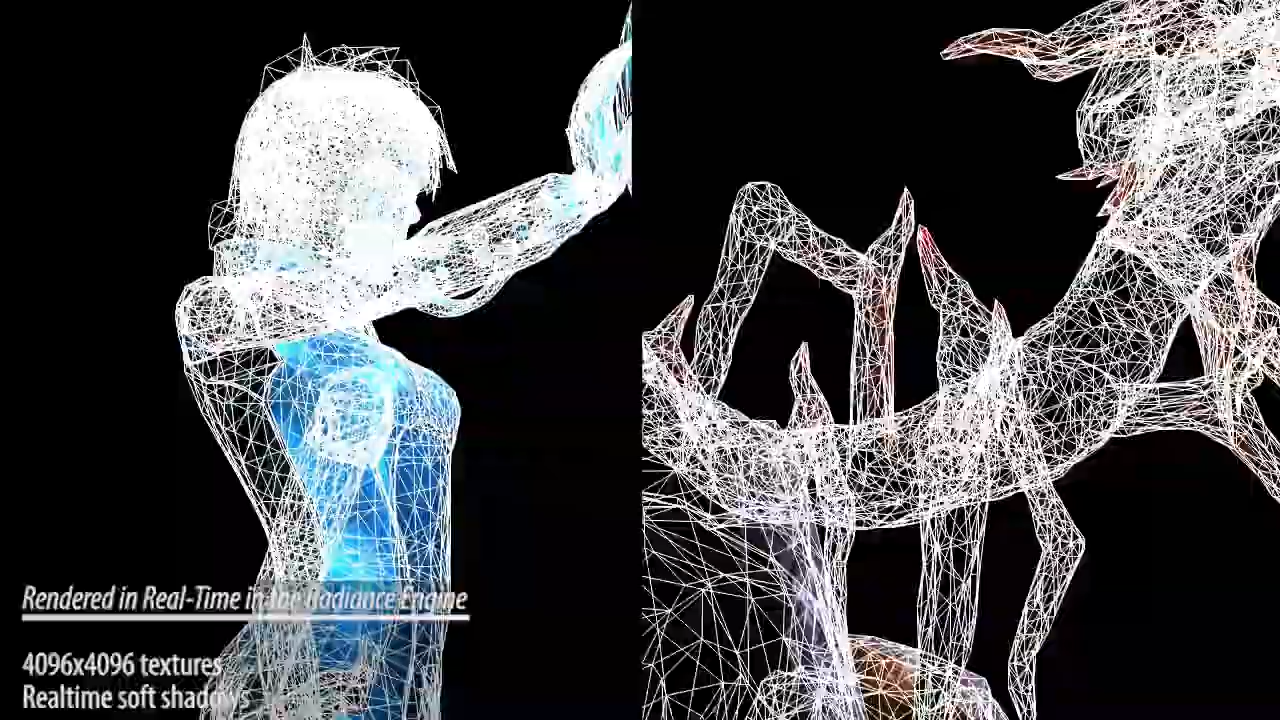 Rendered in Real-Time in the Radiance Engine
4096x4096 textures
Realtime soft shadows